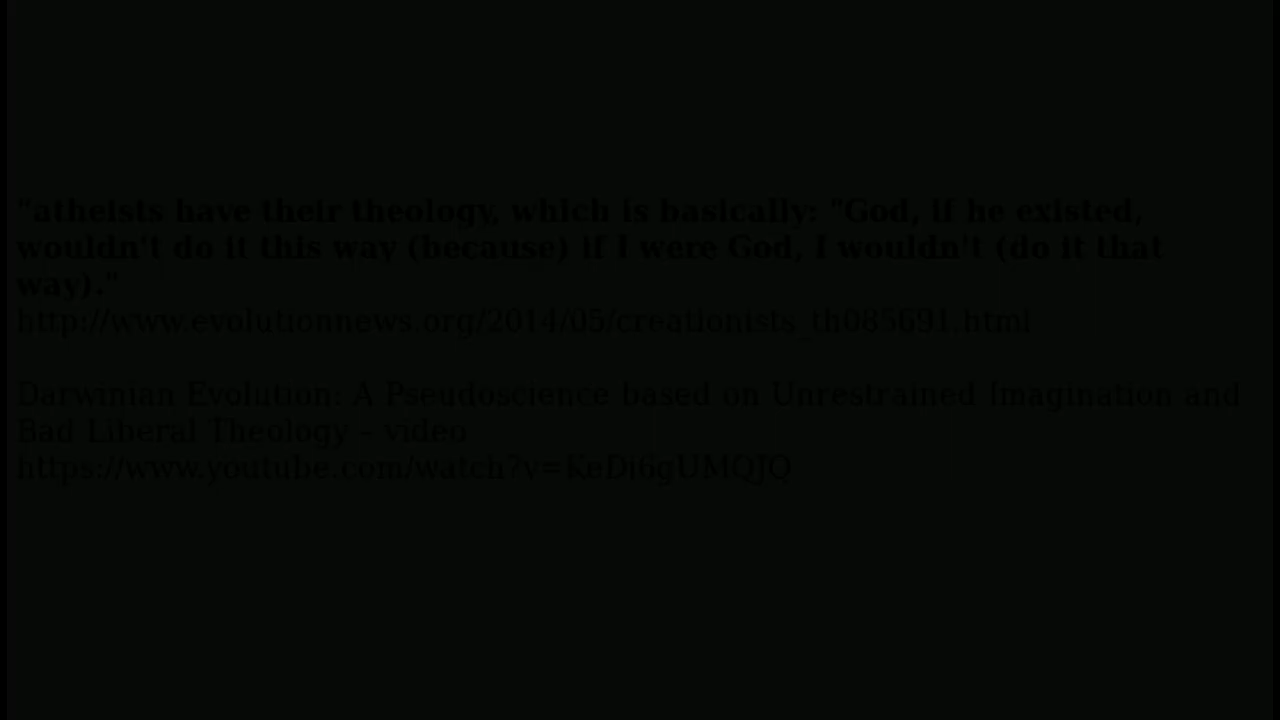 "atheists have their theology, which is basically: "God, if he existed,
wouldn't do it this way (because) if I were God, I wouldn't (do it that
way)."
http://www.evolutionnews.org/2014/05/creationists_th085691.html
Darwinian Evolution: A Pseudoscience based on Unrestrained Imagination and
Bad Liberal Theology – video
https://www.youtube.com/watch?v=KeDi6gUMQJQ